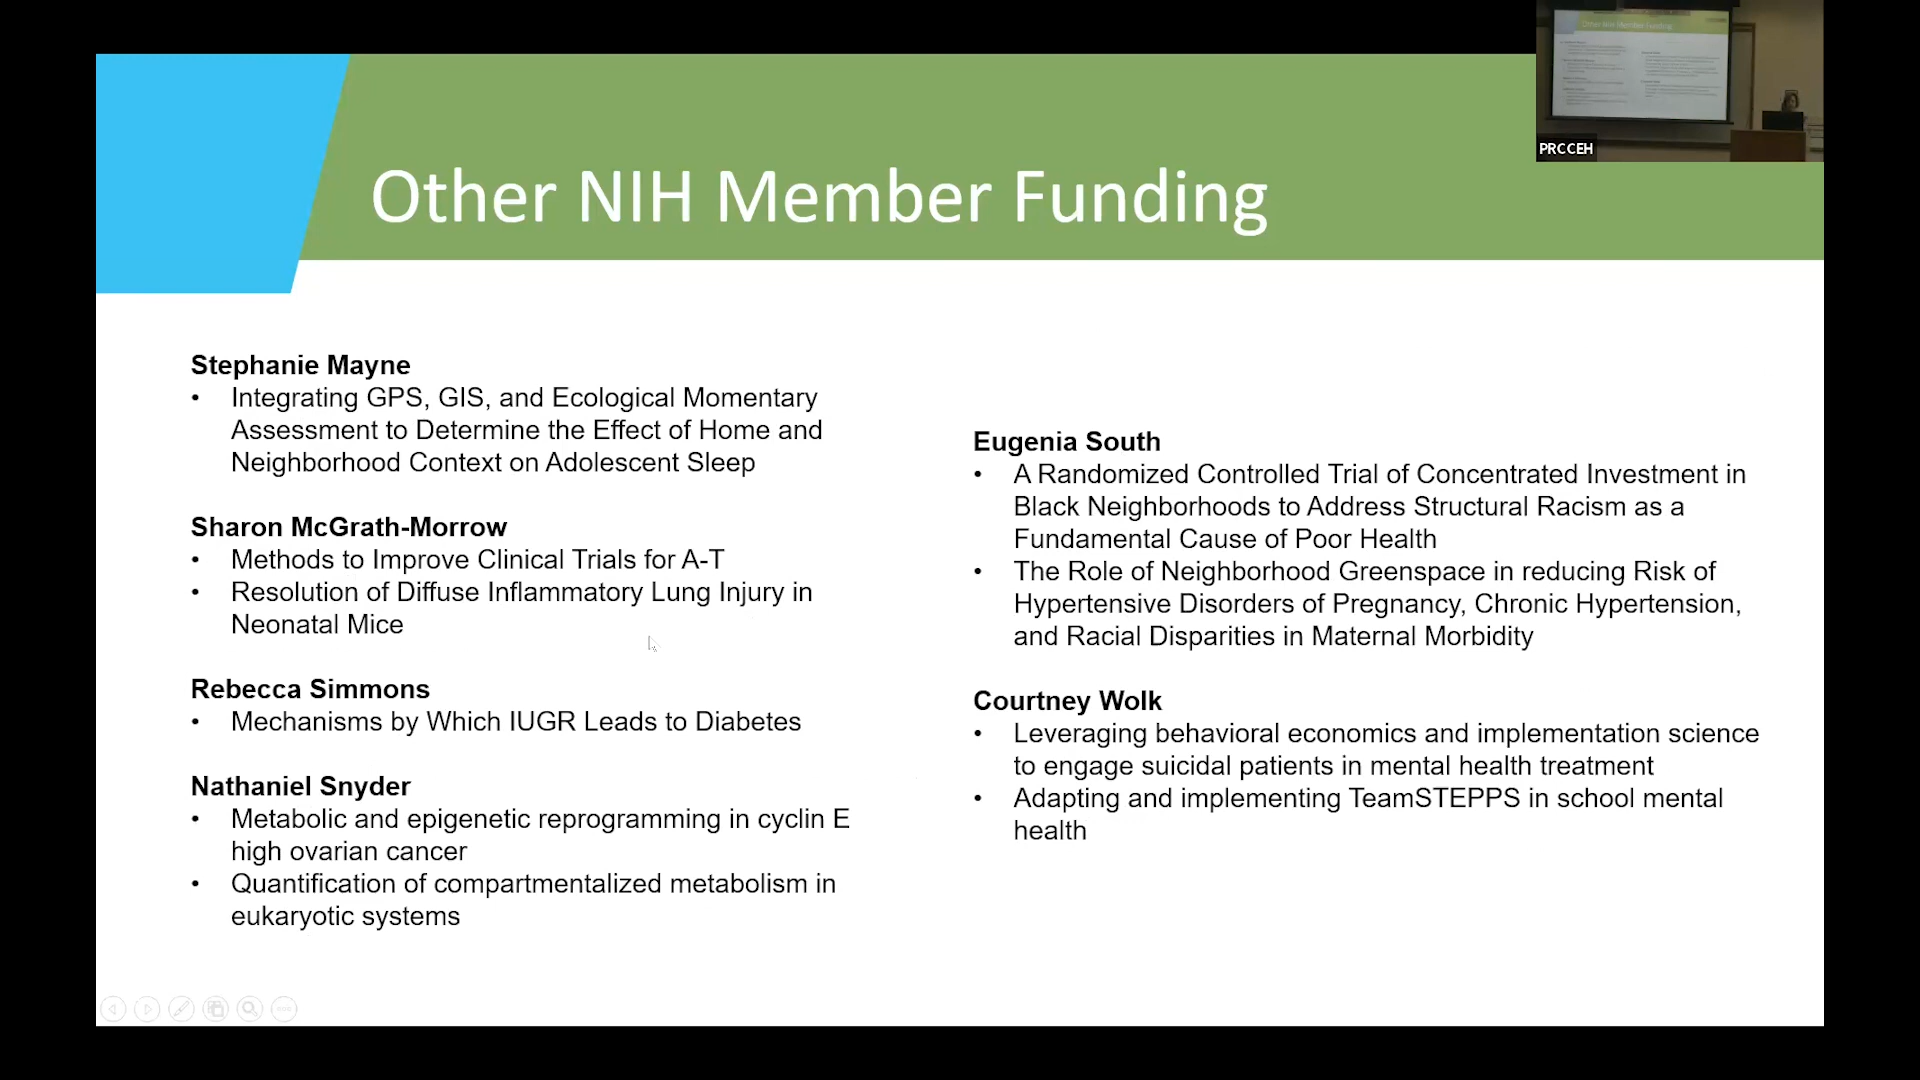 Other NIH Member Funding
PRCCEH
Stephanie Mayne
• Integrating GPS, GIS, and Ecological Momentary
Assessment to Determine the Effect of Home and
Neighborhood Context on Adolescent Sleep
Sharon McGrath-Morrow
• Methods to Improve Clinical Trials for A-T
• Resolution of Diffuse Inflammatory Lung Injury in
Neonatal Mice
Rebecca Simmons
• Mechanisms by Which IUGR Leads to Diabetes
Nathaniel Snyder
• Metabolic and epigenetic reprogramming in cyclin E
high ovarian cancer
• Quantification of compartmentalized metabolism in
eukaryotic systems
Eugenia South
• A Randomized Controlled Trial of Concentrated Investment in
Black Neighborhoods to Address Structural Racism as a
Fundamental Cause of Poor Health
• The Role of Neighborhood Greenspace in reducing Risk of
Hypertensive Disorders of Pregnancy, Chronic Hypertension,
and Racial Disparities in Maternal Morbidity
Courtney Wolk
• Leveraging behavioral economics and implementation science
to engage suicidal patients in mental health treatment
• Adapting and implementing TeamSTEPPS in school mental
health